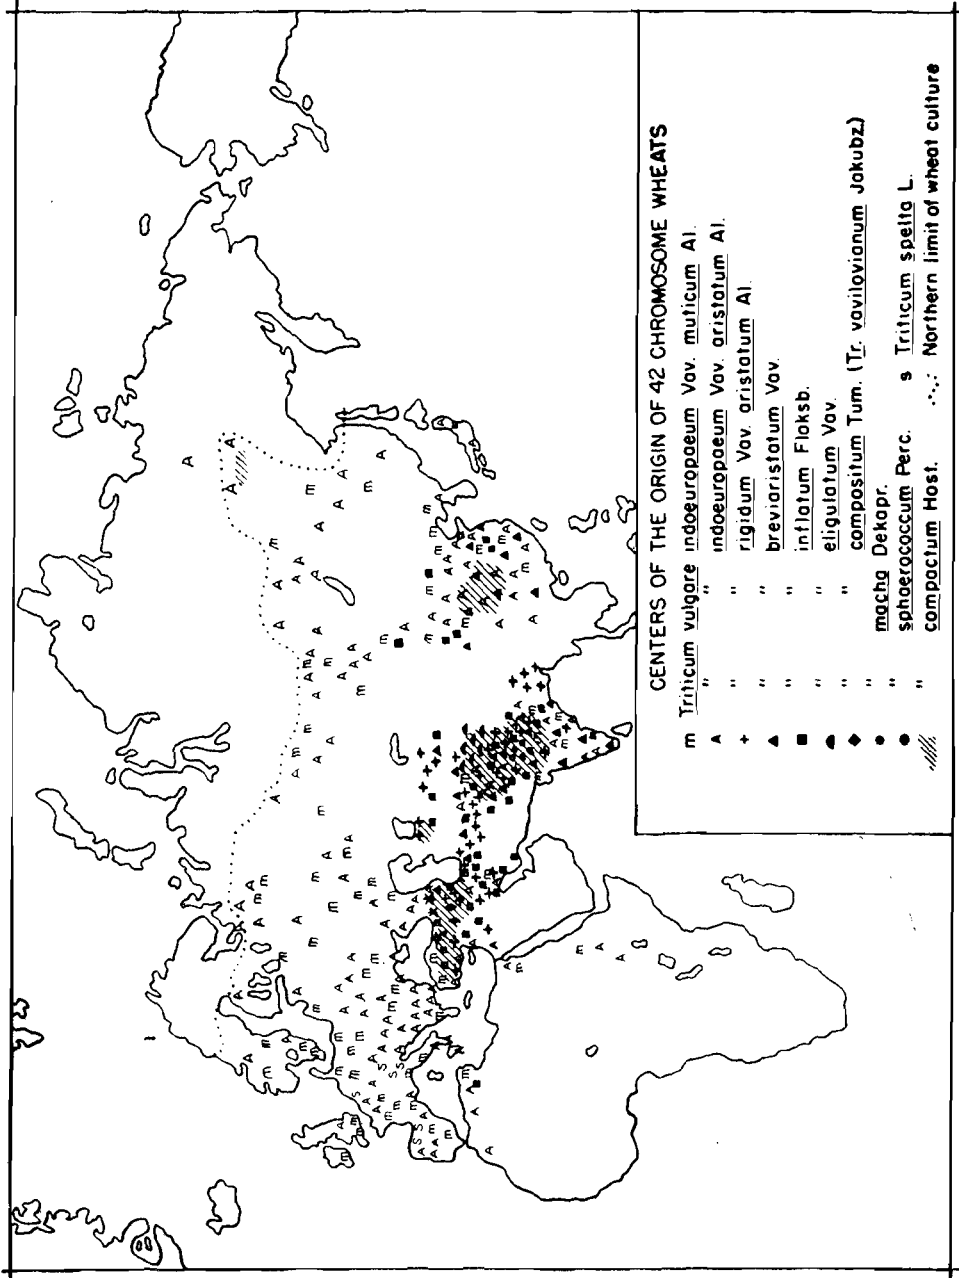 CENTERS OF THE ORIGIN OF 42 CHROMOSOME WHEATS
m Triticum vulgare indoeuropaeum Vav. muticum Al.
A " " indoeuropaeum Vav. aristatum Al.
+ " " rigidum Vav. aristatum Al.
▲ " " breviaristatum Vav.
■ " " inflatum Flaksb.
" " eligulatum Vav.
◆ " " compositum Tum. (Tr. vavilovianum Jakubz.)
● " macha Dekapr.
● " sphaerococcum Perc. s Triticum spelta L.
" compactum Host. Northern limit of wheat culture